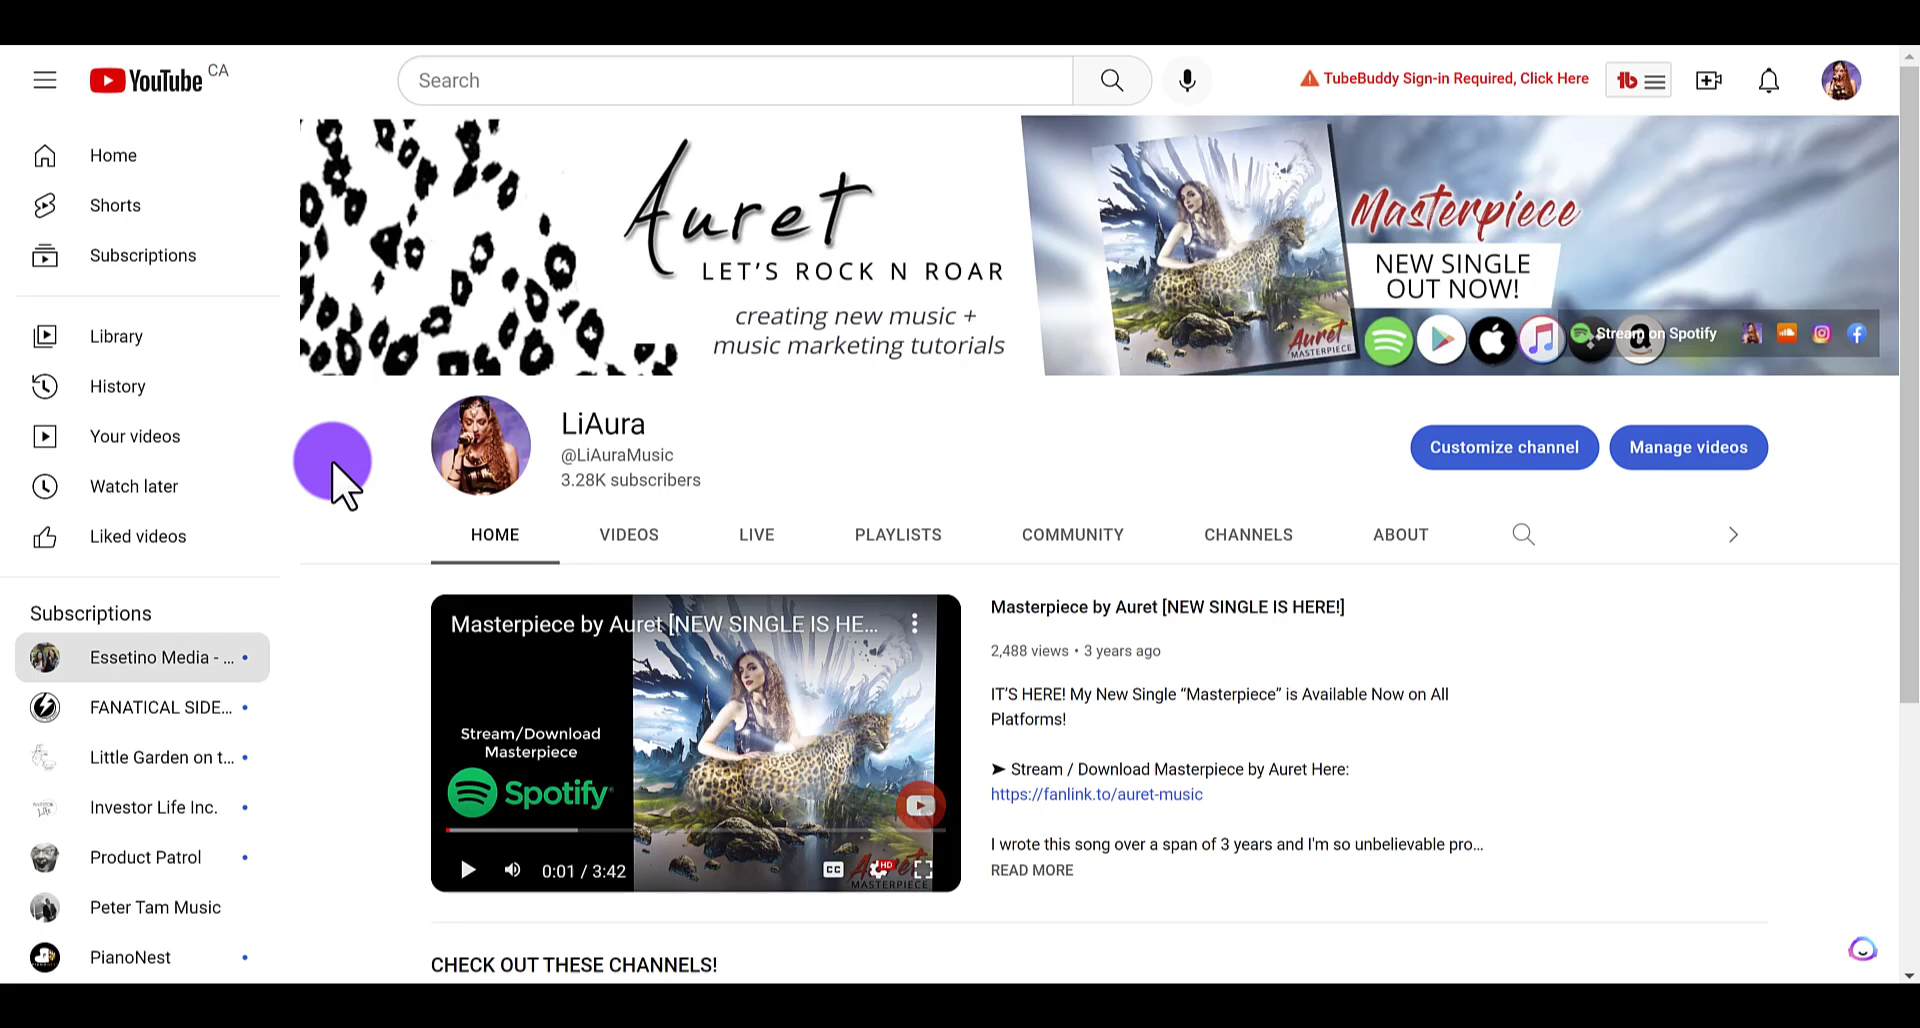 YouTube CA
Search
TubeBuddy Sign-in Required, Click Here
tb
Home
Shorts
Subscriptions
Library
History
Your videos
Watch later
Liked videos
Subscriptions
Essetino Media - ...
FANATICAL SIDE...
Little Garden on t...
Investor Life Inc.
Product Patrol
Peter Tam Music
PianoNest
Auret
LET'S ROCK N ROAR
creating new music +
music marketing tutorials
Auret
MASTERPIECE
Masterpiece
NEW SINGLE
OUT NOW!
Stream on Spotify
LiAura
@LiAuraMusic
3.28K subscribers
Customize channel
Manage videos
HOME
VIDEOS
LIVE
PLAYLISTS
COMMUNITY
CHANNELS
ABOUT
Masterpiece by Auret [NEW SINGLE IS HE...
Stream/Download
Masterpiece
Spotify
0:01 / 3:42
CC
HD
Auret
MASTERPIECE
Masterpiece by Auret [NEW SINGLE IS HERE!]
2,488 views • 3 years ago
IT'S HERE! My New Single “Masterpiece” is Available Now on All
Platforms!
➤ Stream / Download Masterpiece by Auret Here:
https://fanlink.to/auret-music
I wrote this song over a span of 3 years and I'm so unbelievable pro...
READ MORE
CHECK OUT THESE CHANNELS!